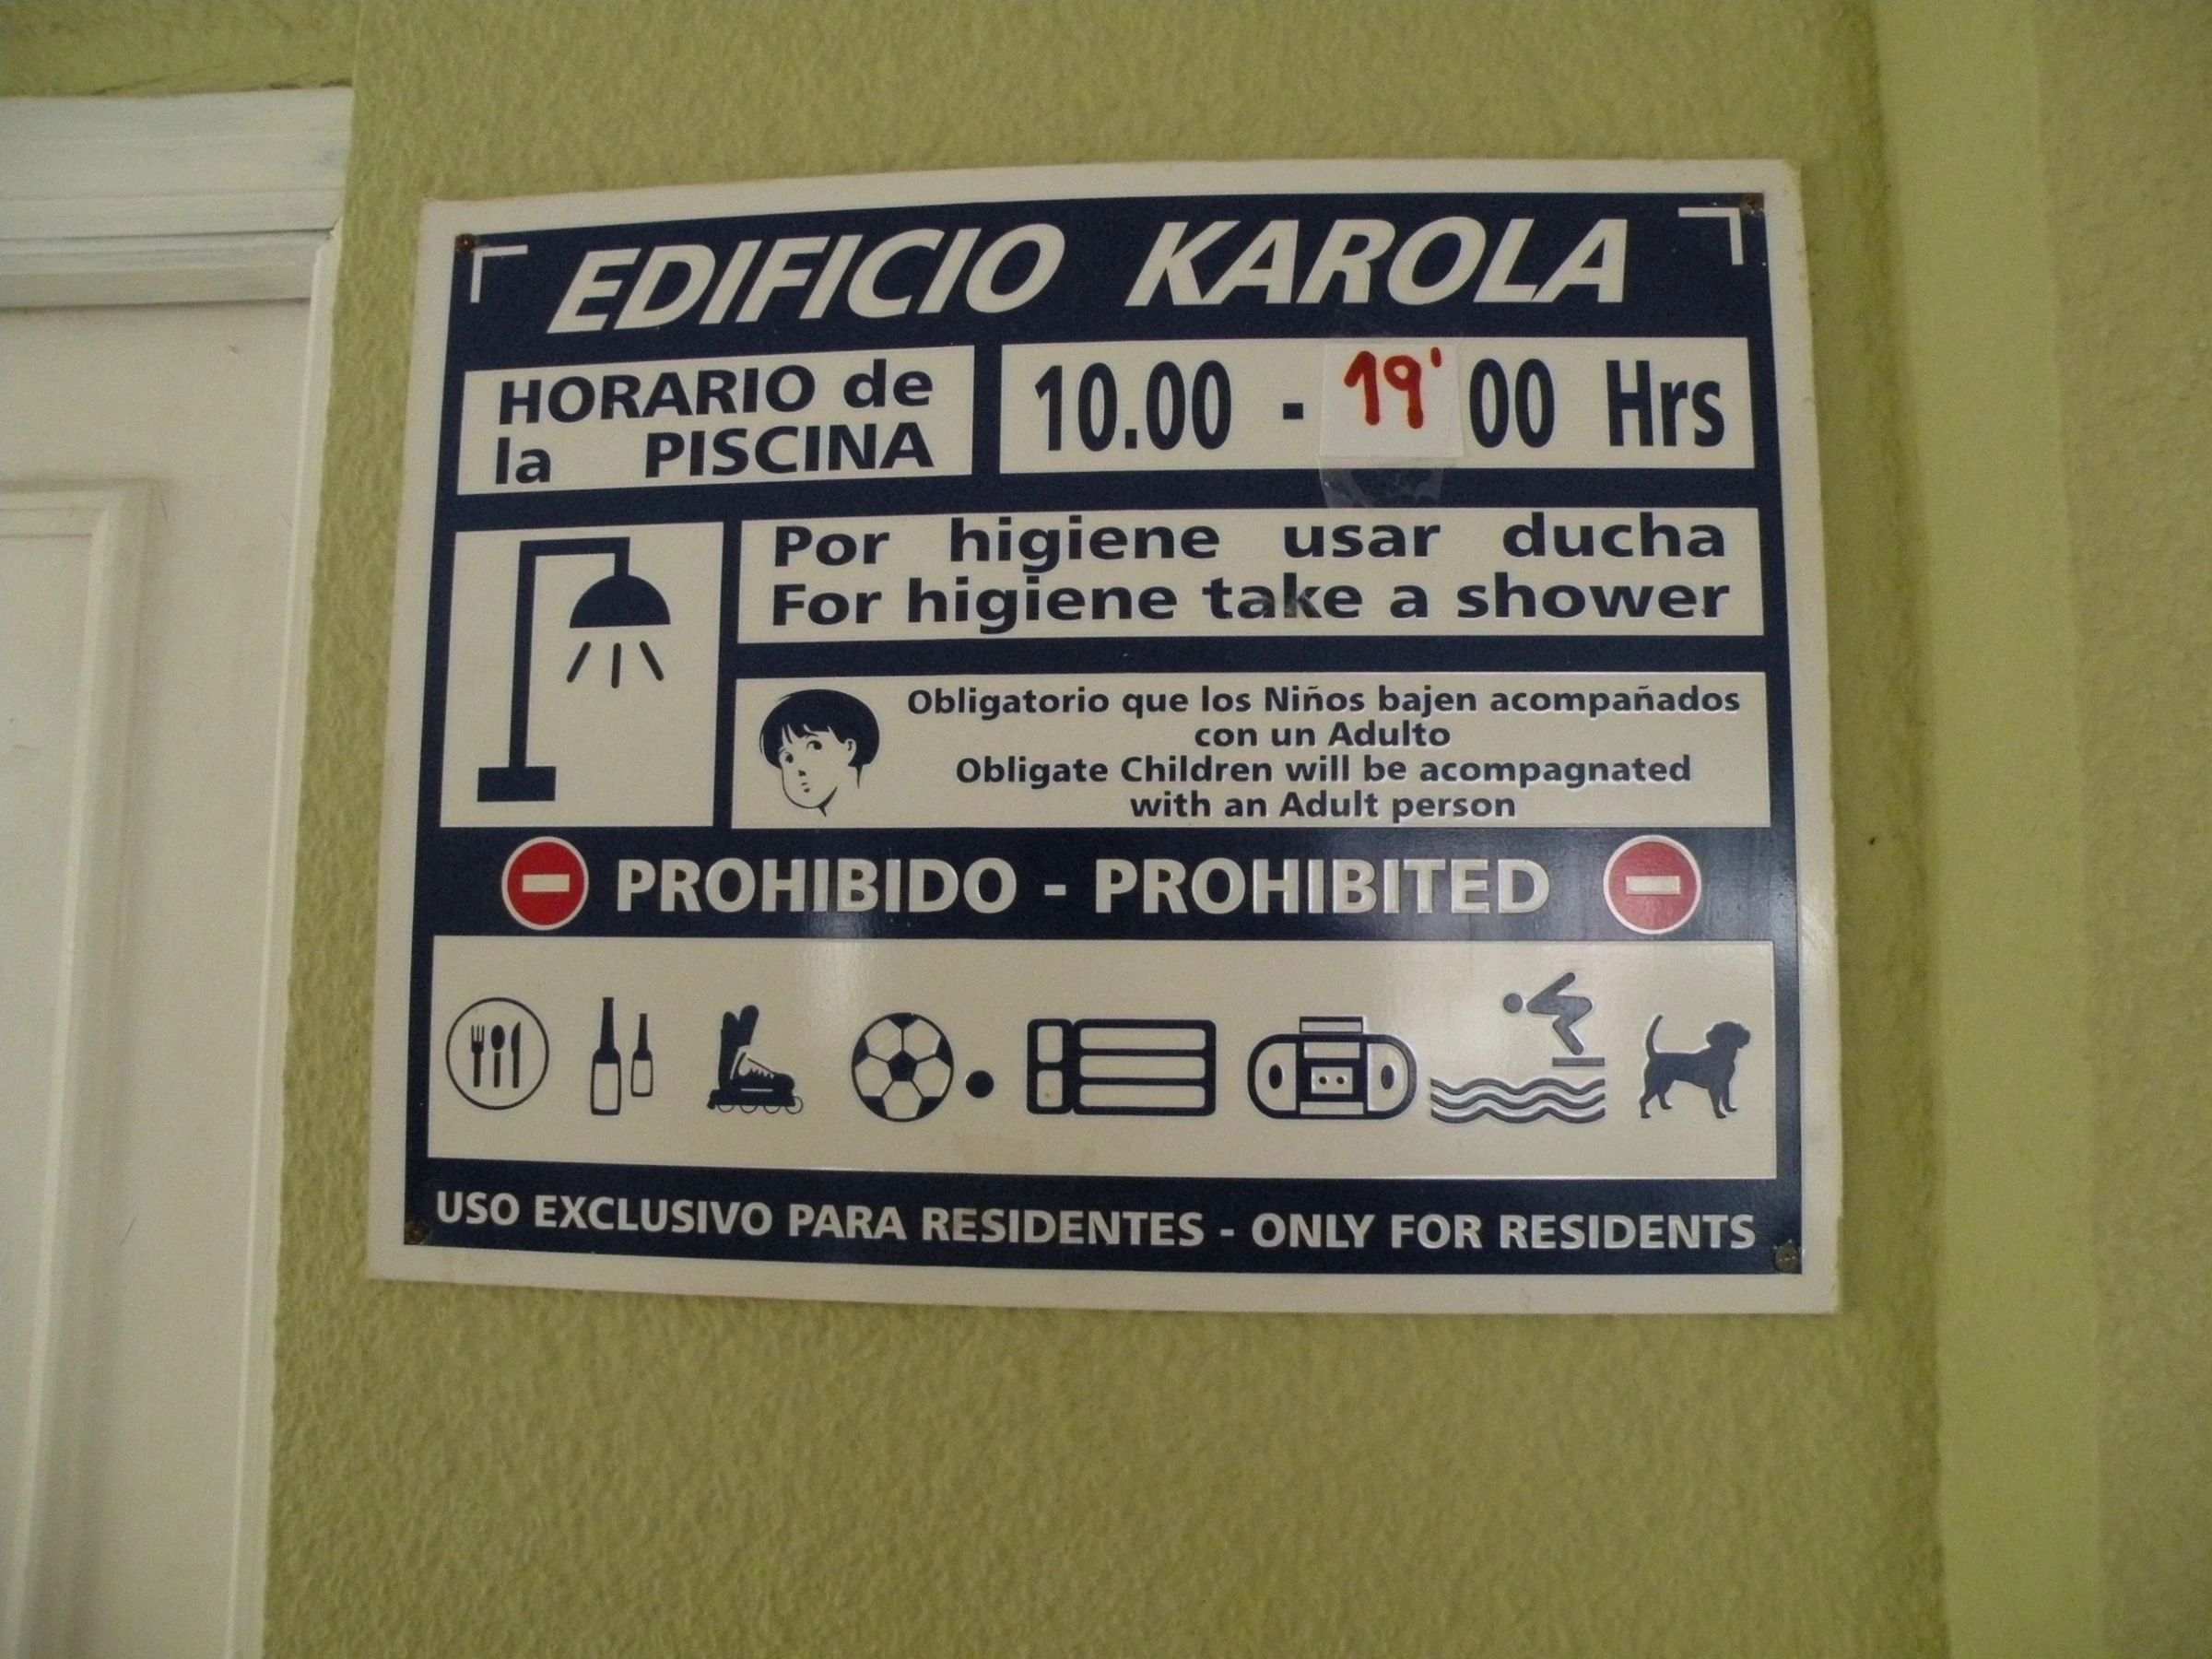 EDIFICIO KAROLA
HORARIO de
la PISCINA
10.00 - 19'00 Hrs
Por higiene usar ducha
For higiene take a shower
Obligatorio que los Niños bajen acompañados
con un Adulto
Obligate Children will be acompagnated
with an Adult person
PROHIBIDO - PROHIBITED
USO EXCLUSIVO PARA RESIDENTES - ONLY FOR RESIDENTS